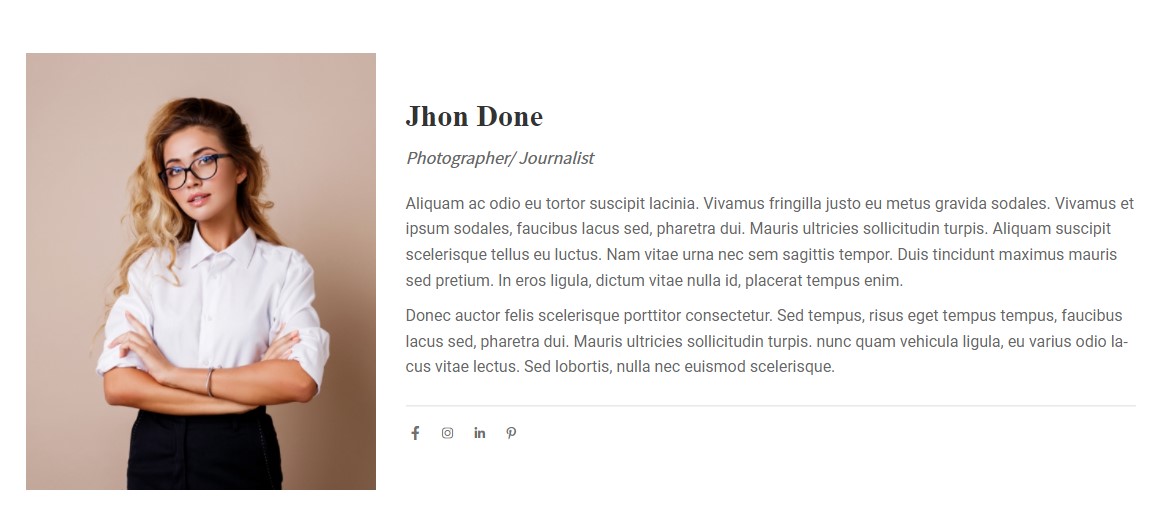 Jhon Done
Photographer/ Journalist
Aliquam ac odio eu tortor suscipit lacinia. Vivamus fringilla justo eu metus gravida sodales. Vivamus et
ipsum sodales, faucibus lacus sed, pharetra dui. Mauris ultricies sollicitudin turpis. Aliquam suscipit
scelerisque tellus eu luctus. Nam vitae urna nec sem sagittis tempor. Duis tincidunt maximus mauris
sed pretium. In eros ligula, dictum vitae nulla id, placerat tempus enim.
Donec auctor felis scelerisque porttitor consectetur. Sed tempus, risus eget tempus tempus, faucibus
lacus sed, pharetra dui. Mauris ultricies sollicitudin turpis. nunc quam vehicula ligula, eu varius odio la-
cus vitae lectus. Sed lobortis, nulla nec euismod scelerisque.